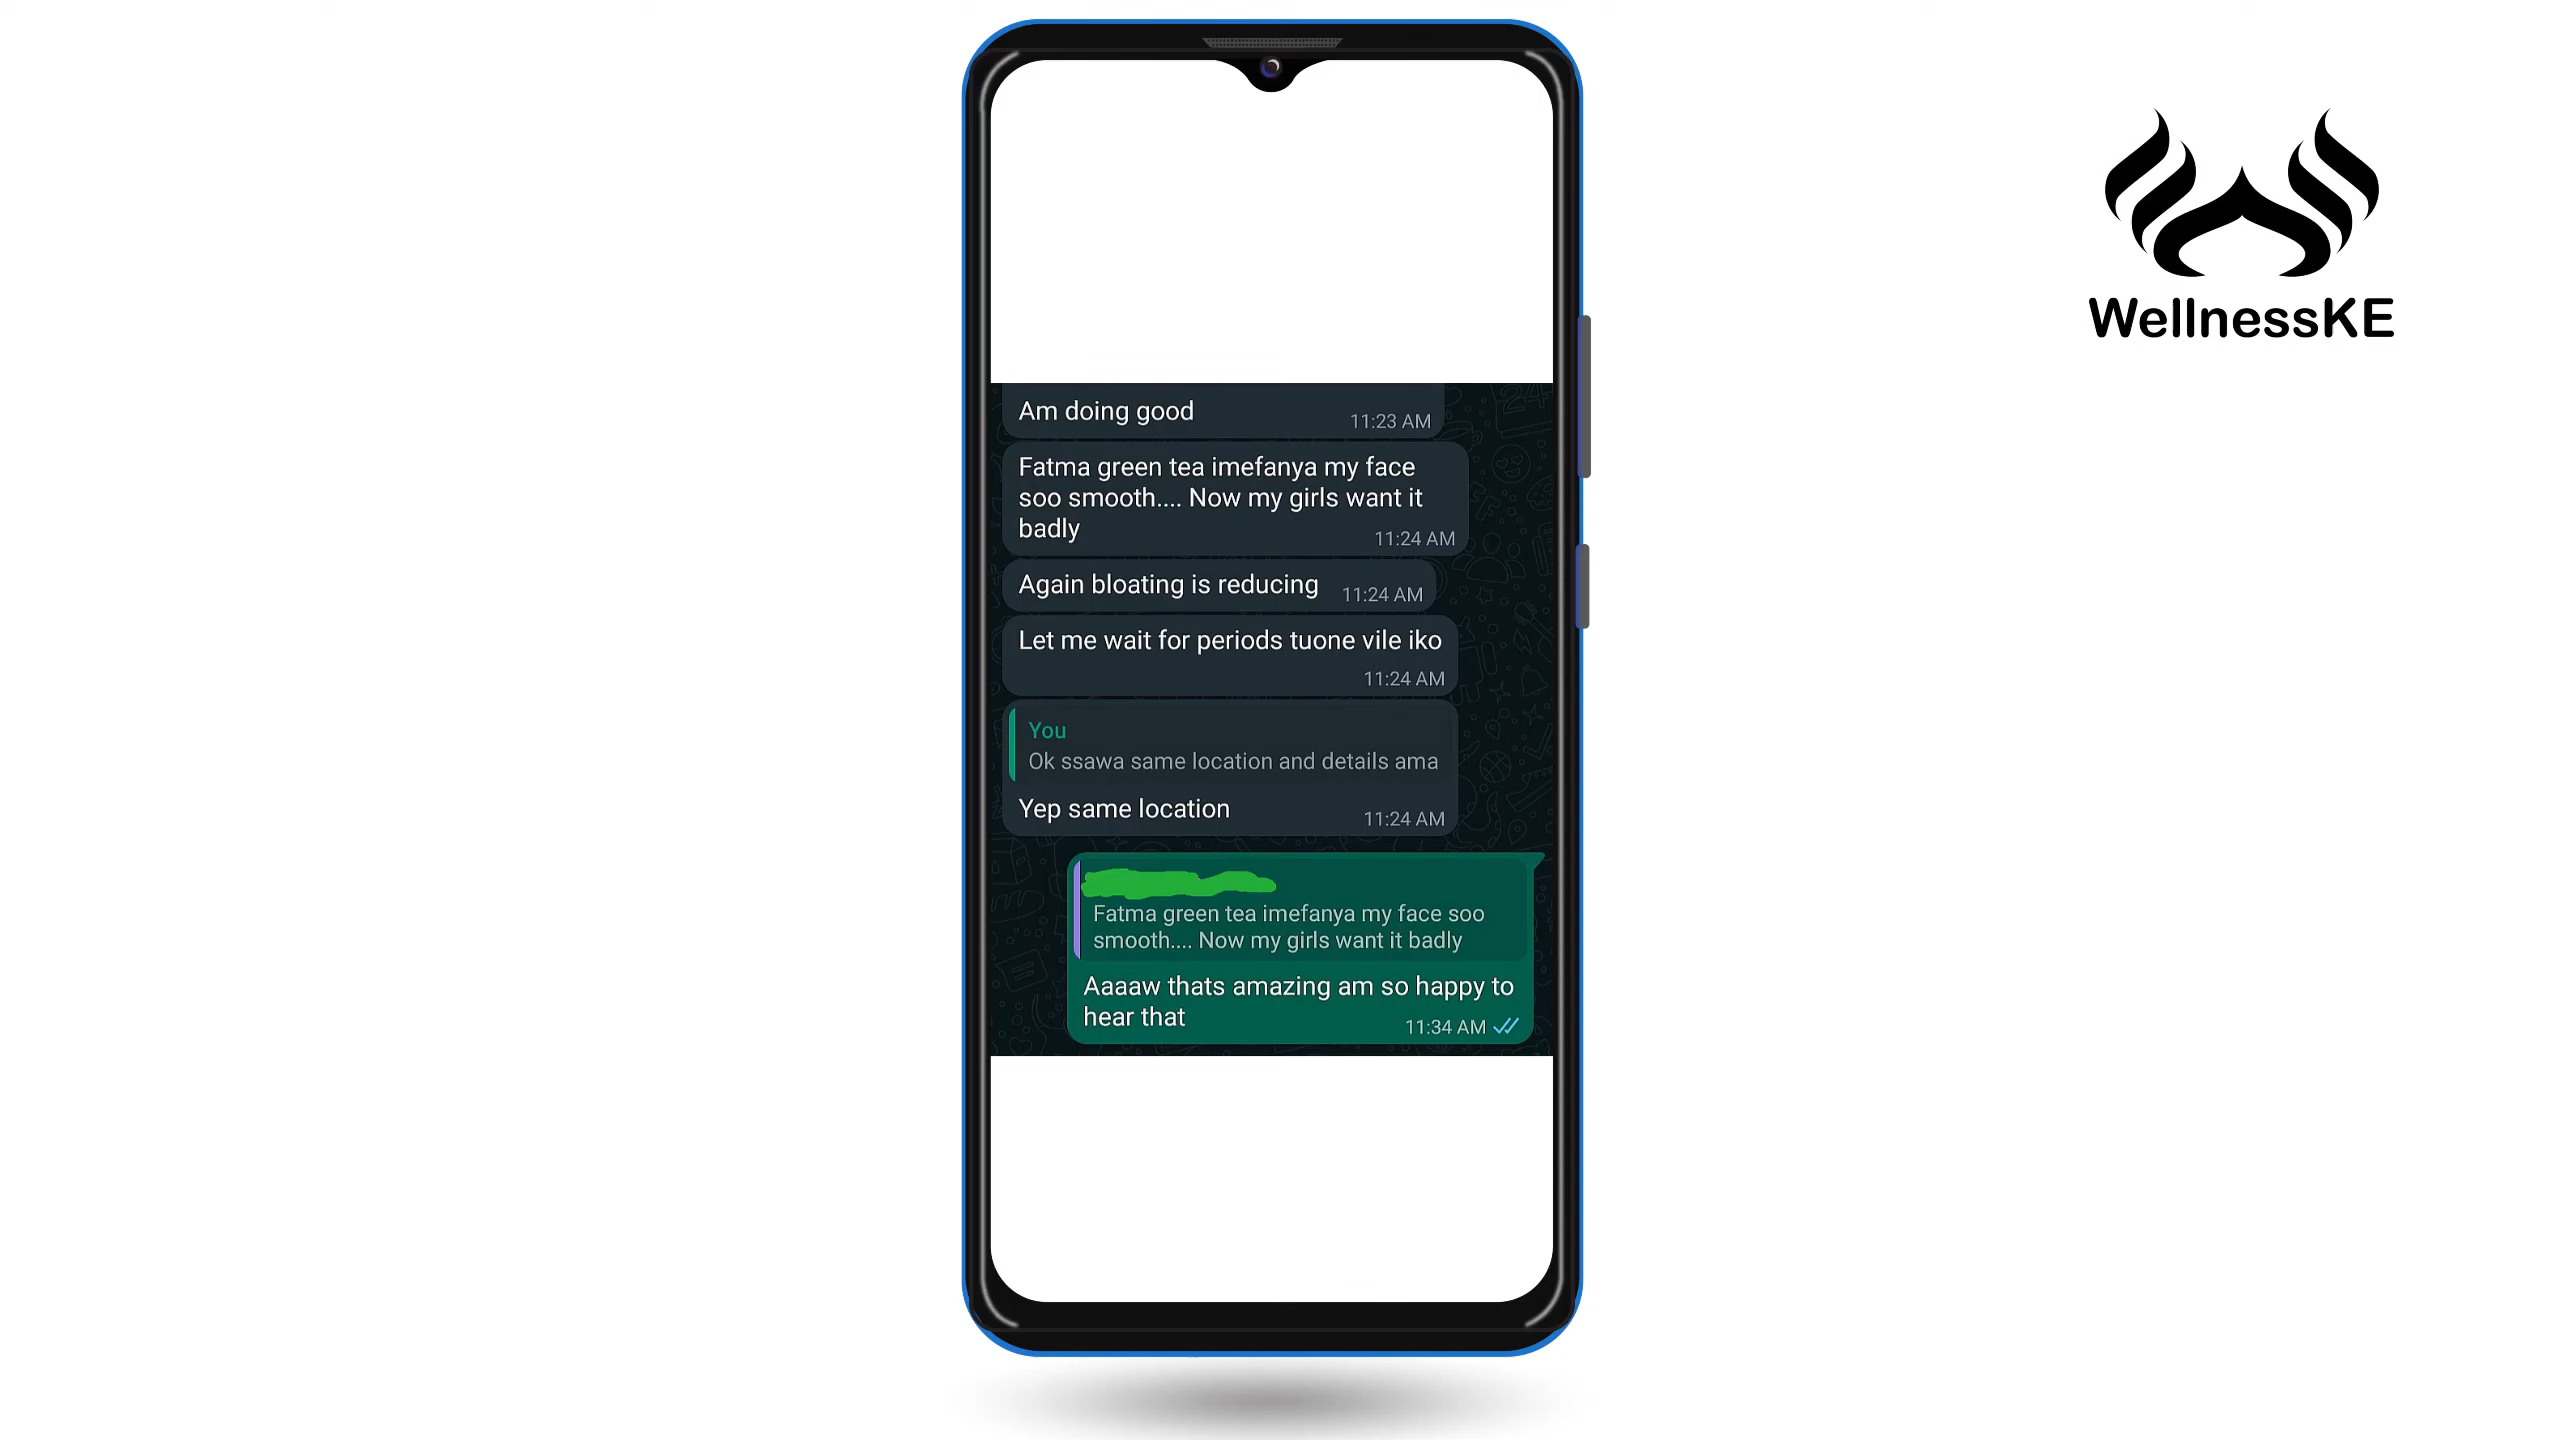 WellnessKE
Am doing good
11:23 AM
Fatma green tea imefanya my face
soo smooth.... Now my girls want it
badly
11:24 AM
Again bloating is reducing
11:24 AM
Let me wait for periods tuone vile iko
11:24 AM
You
Ok ssawa same location and details ama
Yep same location
11:24 AM
Fatma green tea imefanya my face soo
smooth.... Now my girls want it badly
Aaaaw thats amazing am so happy to
hear that
11:34 AM